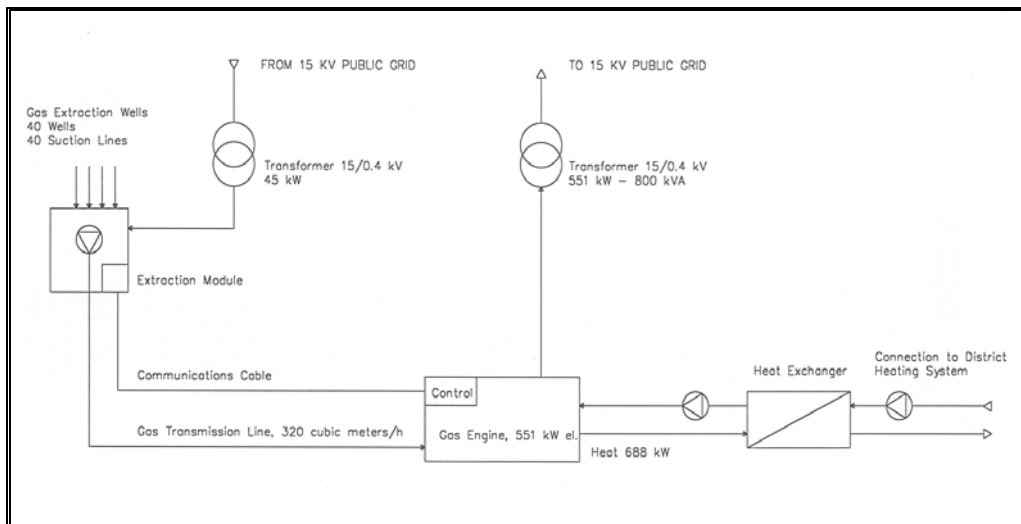 FROM 15 KV PUBLIC GRID
TO 15 KV PUBLIC GRID
Gas Extraction Wells
40 Wells
40 Suction Lines
Transformer 15/0.4 kV
45 kW
Transformer 15/0.4 kV
551 kW – 800 kVA
Extraction Module
Communications Cable
Control
Gas Transmission Line, 320 cubic meters/h
Gas Engine, 551 kW el.
Heat 688 kW
Heat Exchanger
Connection to District
Heating System